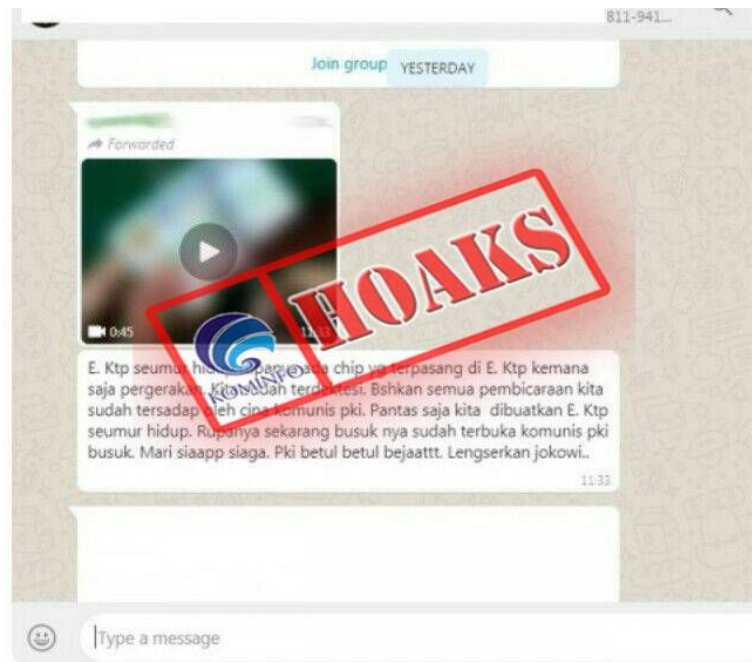 811-941...
Join group
YESTERDAY
Forwarded
0:45
11:33
HOAKS
KOMINFO
E. Ktp seumur ada chip yg terpasang di E. Ktp kemana
saja pergerakan. Kita sudah terdeteksi. Bshkan semua pembicaraan kita
sudah tersadap oleh cina komunis pki. Pantas saja kita dibuatkan E. Ktp
seumur hidup. Rupanya sekarang busuk nya sudah terbuka komunis pki
busuk. Mari siaapp siaga. Pki betul betul bejaattt. Lengserkan jokowi..
11:33
Type a message